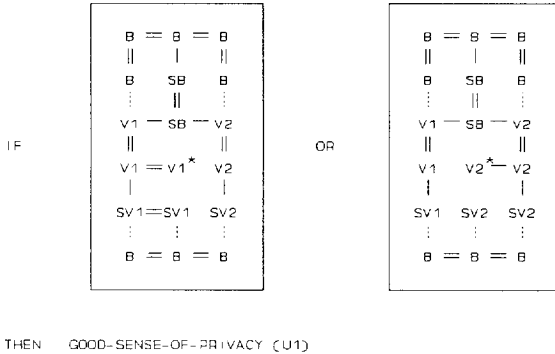 B = B = B
B SB B
V1 — SB — V2
V1 = V1* V2
SV1 = SV1 SV2
B = B = B
IF
OR
B = B = B
B SB B
V1 — SB — V2
V1 V2* — V2
SV1 SV2 SV2
B = B = B
THEN GOOD-SENSE-OF-PRIVACY (U1)